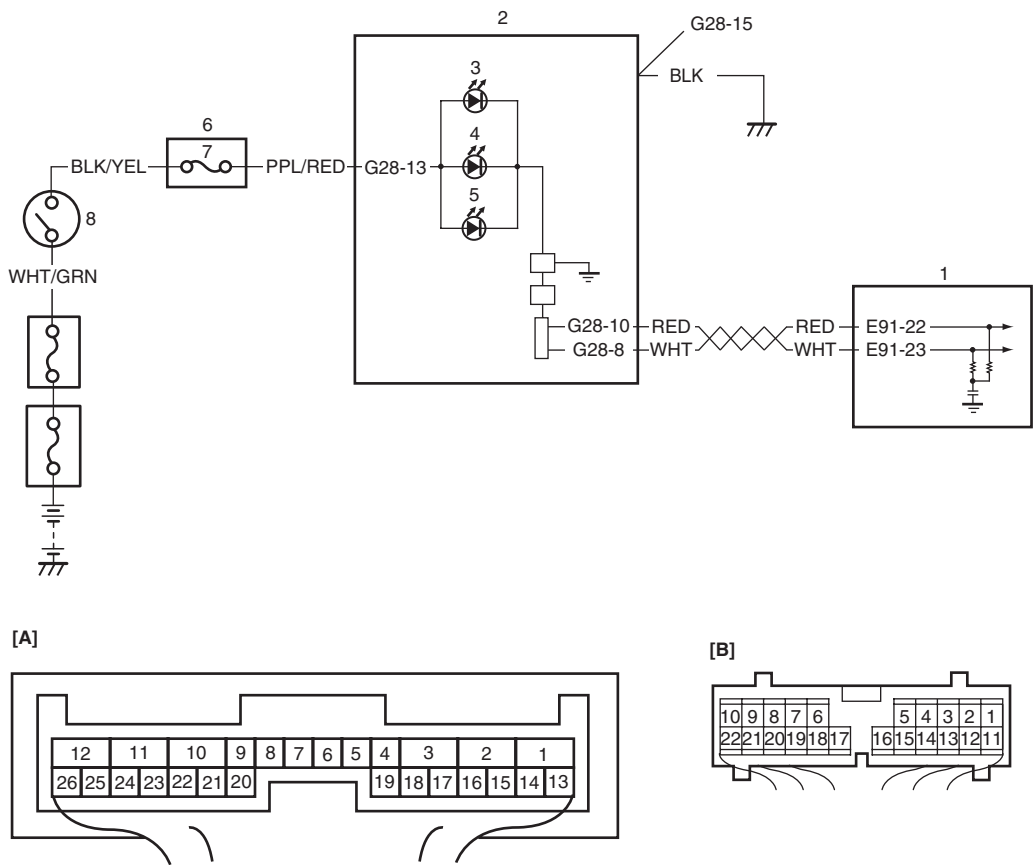 2
G28-15
BLK
3
6
7
4
BLK/YEL
PPL/RED
G28-13
5
8
WHT/GRN
1
G28-10 RED RED E91-22
G28-8 WHT WHT E91-23
[A]
12 11 10 9 8 7 6 5 4 3 2 1
26 25 24 23 22 21 20 19 18 17 16 15 14 13
[B]
10 9 8 7 6 5 4 3 2 1
22 21 20 19 18 17 16 15 14 13 12 11